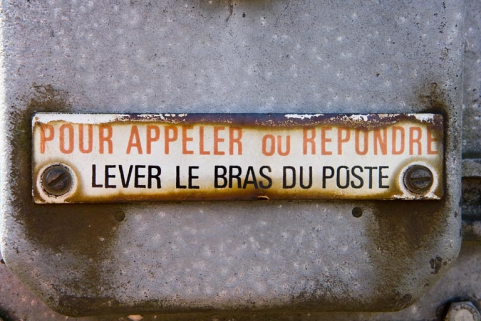 POUR APPELER OU REPONDRE
LEVER LE BRAS DU POSTE